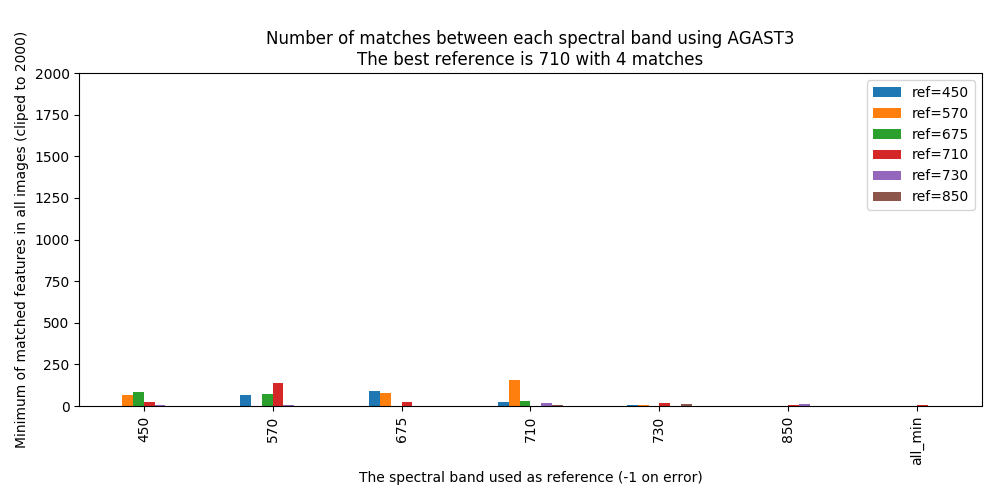 Number of matches between each spectral band using AGAST3
The best reference is 710 with 4 matches
Minimum of matched features in all images (cliped to 2000)
2000
1750
1500
1250
1000
750
500
250
0
ref=450
ref=570
ref=675
ref=710
ref=730
ref=850
450
570
675
710
730
850
all_min
The spectral band used as reference (-1 on error)